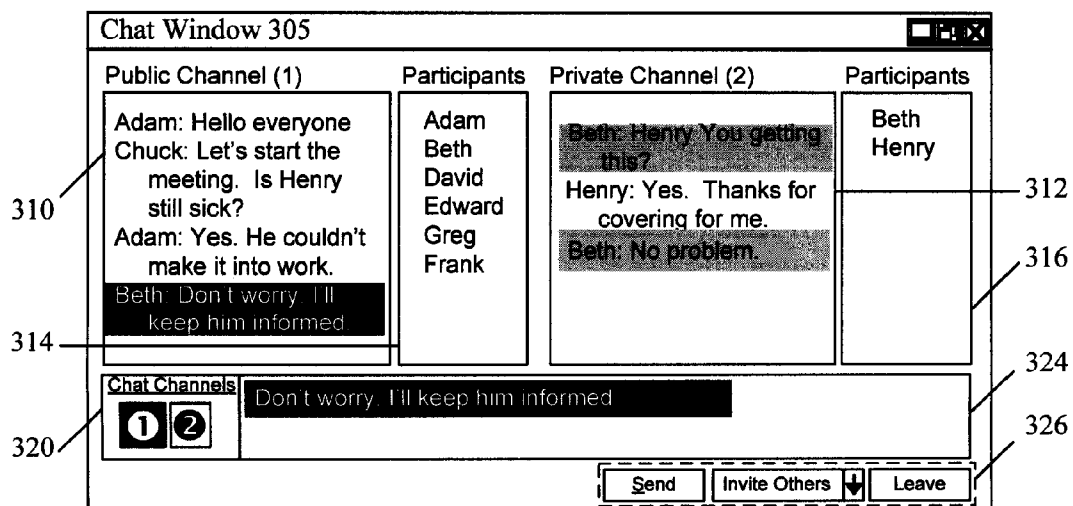 Chat Window 305
Public Channel (1)
Participants
Private Channel (2)
Participants
Adam: Hello everyone
Chuck: Let's start the
meeting. Is Henry
still sick?
Adam: Yes. He couldn't
make it into work.
Beth: Don't worry. I'll
keep him informed.
Adam
Beth
David
Edward
Greg
Frank
Beth: Henry You getting
this?
Henry: Yes. Thanks for
covering for me.
Beth: No problem.
Beth
Henry
310
312
314
316
Chat Channels
1 2
Don't worry. I'll keep him informed
320
324
326
Send
Invite Others
Leave